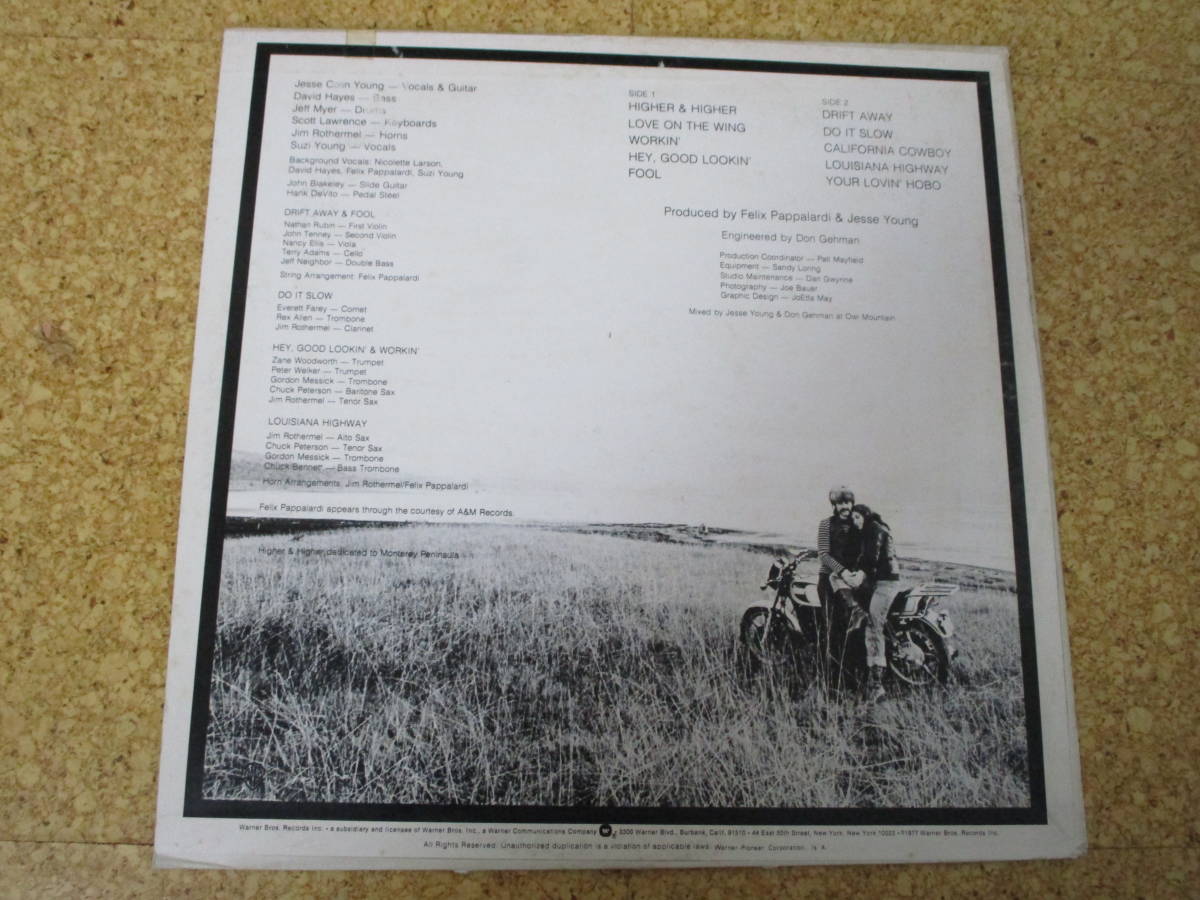 Jesse Colin Young — Vocals & Guitar
David Hayes — Bass
Jeff Myer — Drums
Scott Lawrence — Keyboards
Jim Rothermel — Horns
Suzi Young — Vocals
Background Vocals: Nicolette Larson,
David Hayes, Felix Pappalardi, Suzi Young
John Blakeley — Slide Guitar
Hank DeVito — Pedal Steel
DRIFT AWAY & FOOL
Nathan Rubin — First Violin
John Tenney — Second Violin
Nancy Ellis — Viola
Terry Adams — Cello
Jeff Neighbor — Double Bass
String Arrangement: Felix Pappalardi
DO IT SLOW
Everett Farey — Cornet
Rex Allen — Trombone
Jim Rothermel — Clarinet
HEY, GOOD LOOKIN' & WORKIN'
Zane Woodworth — Trumpet
Peter Welker — Trumpet
Gordon Messick — Trombone
Chuck Peterson — Baritone Sax
Jim Rothermel — Tenor Sax
LOUISIANA HIGHWAY
Jim Rothermel — Alto Sax
Chuck Peterson — Tenor Sax
Gordon Messick — Trombone
Chuck Bennett — Bass Trombone
Horn Arrangements: Jim Rothermel/Felix Pappalardi
Felix Pappalardi appears through the courtesy of A&M Records.
Higher & Higher dedicated to Monterey Peninsula
SIDE 1
HIGHER & HIGHER
LOVE ON THE WING
WORKIN'
HEY, GOOD LOOKIN'
FOOL
SIDE 2
DRIFT AWAY
DO IT SLOW
CALIFORNIA COWBOY
LOUISIANA HIGHWAY
YOUR LOVIN' HOBO
Produced by Felix Pappalardi & Jesse Young
Engineered by Don Gehman
Production Coordinator — Pati Mayfield
Equipment — Sandy Loring
Studio Maintenance — Dan Gwynne
Photography — Joe Bauer
Graphic Design — JoEtta May
Mixed by Jesse Young & Don Gehman at Owl Mountain
Warner Bros. Records Inc. • a subsidiary and licensee of Warner Bros. Inc., a Warner Communications Company 3300 Warner Blvd., Burbank, Calif. 91510 • 44 East 50th Street, New York, New York 10022 • ℗1977 Warner Bros. Records Inc.
All Rights Reserved. Unauthorized duplication is a violation of applicable laws. Warner-Pioneer Corporation,